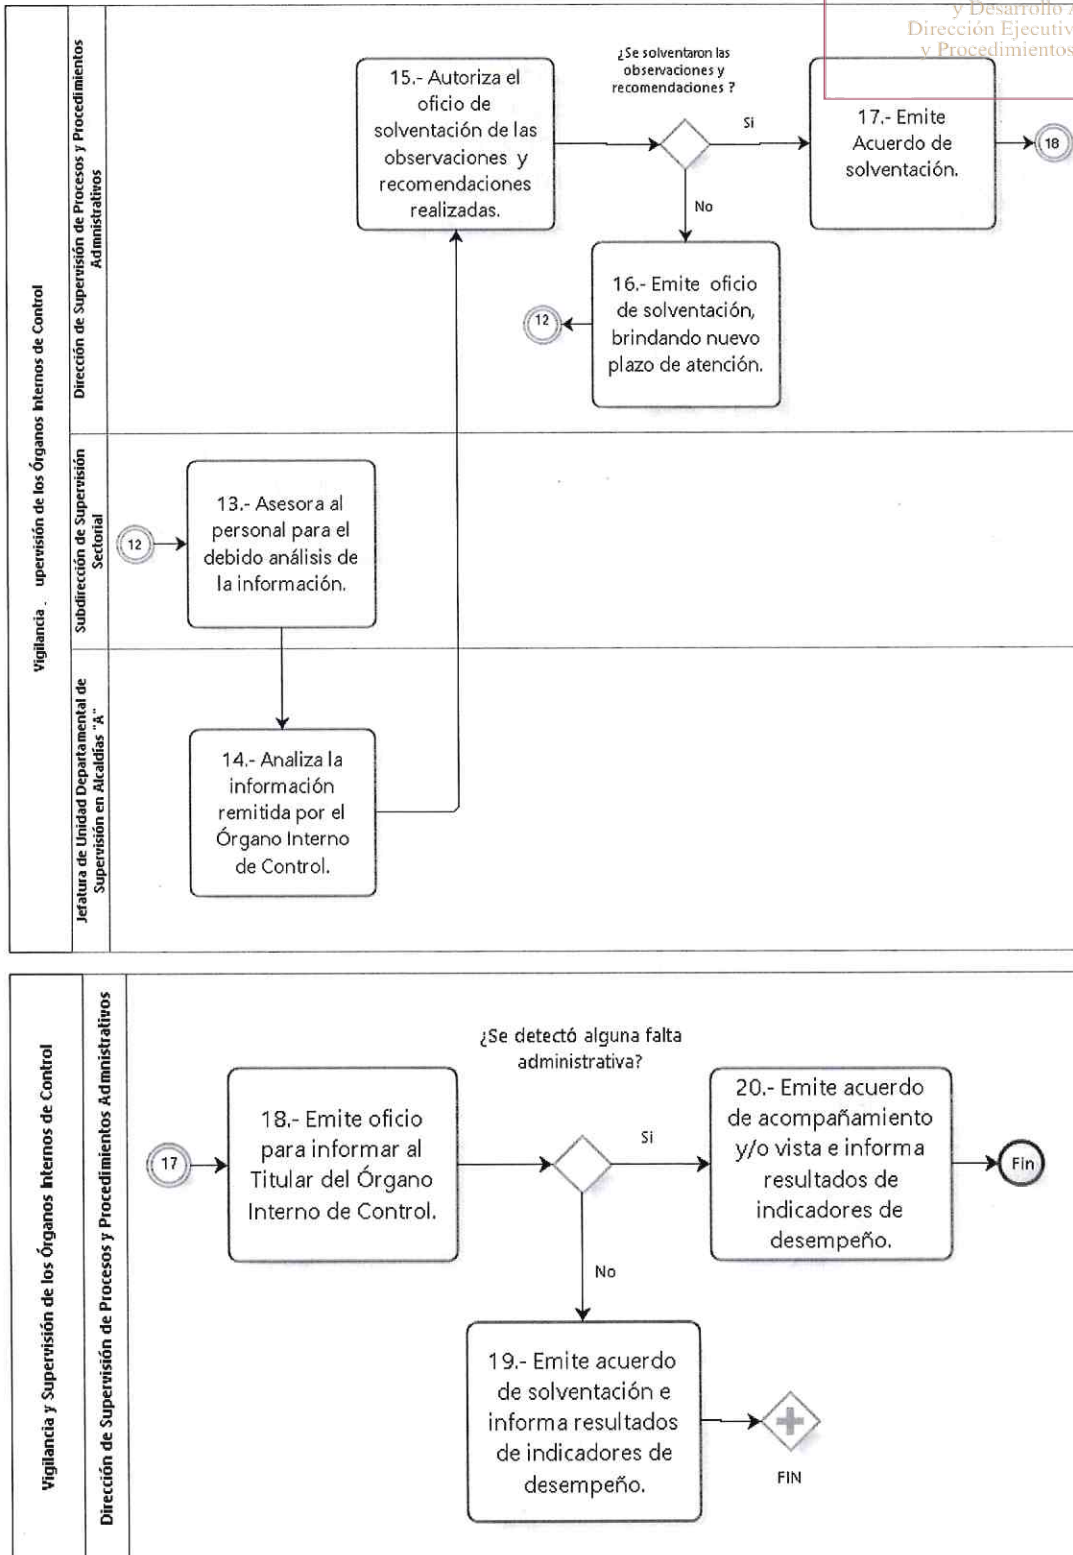 y Desarrollo A
Dirección Ejecutiv
y Procedimientos
Vigilancia . upervisión de los Órganos Internos de Control
Dirección de Supervisión de Procesos y Procedimientos
Admnistrativos
¿Se solventaron las
observaciones y
recomendaciones ?
15.- Autoriza el
oficio de
solventación de las
observaciones y
recomendaciones
realizadas.
Si
17.- Emite
Acuerdo de
solventación.
18
No
16.- Emite oficio
de solventación,
brindando nuevo
plazo de atención.
12
Subdirección de Supervisión
Sectorial
12
13.- Asesora al
personal para el
debido análisis de
la información.
Jefatura de Unidad Departamental de
Supervisión en Alcaldías "A"
14.- Analiza la
información
remitida por el
Órgano Interno
de Control.
Vigilancia y Supervisión de los Órganos Internos de Control
Dirección de Supervisión de Procesos y Procedimientos Admnistrativos
17
18.- Emite oficio
para informar al
Titular del Órgano
Interno de Control.
¿Se detectó alguna falta
administrativa?
Si
20.- Emite acuerdo
de acompañamiento
y/o vista e informa
resultados de
indicadores de
desempeño.
Fin
No
19.- Emite acuerdo
de solventación e
informa resultados
de indicadores de
desempeño.
FIN